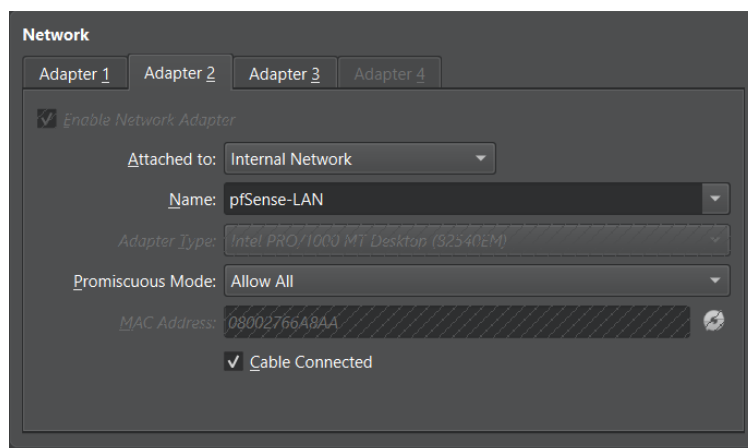 Network
Adapter 1 Adapter 2 Adapter 3 Adapter 4
Enable Network Adapter
Attached to: Internal Network
Name: pfSense-LAN
Adapter Type: Intel PRO/1000 MT Desktop (82540EM)
Promiscuous Mode: Allow All
MAC Address: 08002766A8AA
Cable Connected